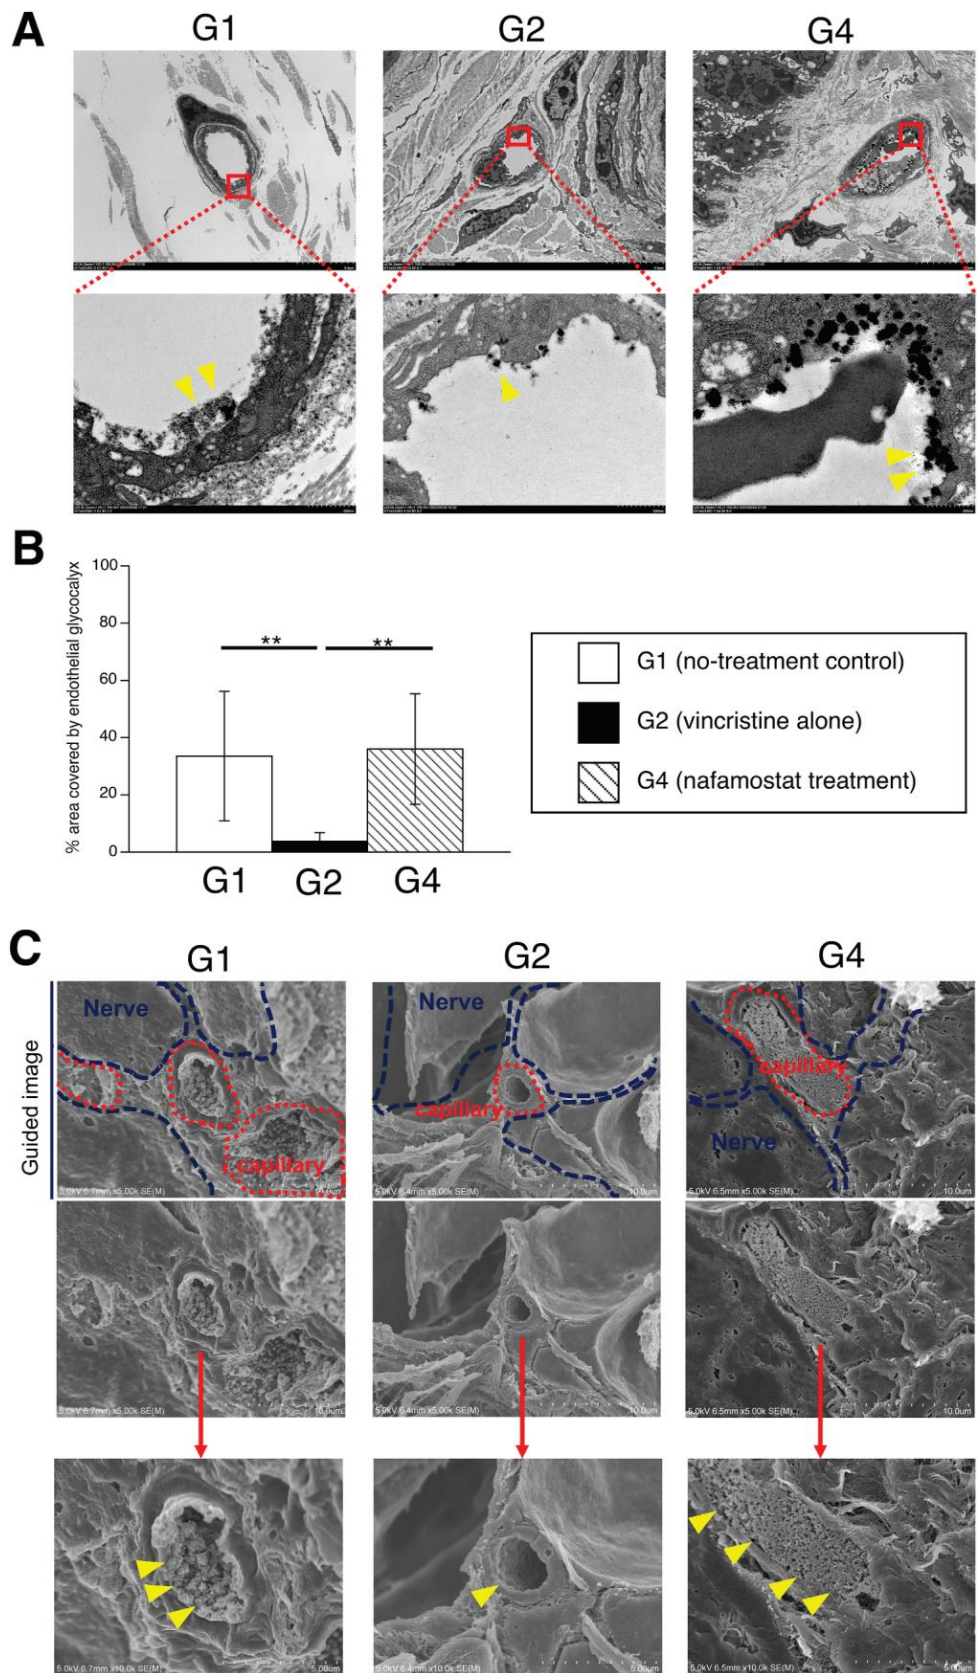 A
G1 G2 G4
B
% area covered by endothelial glycocalyx
100
80
60
40
20
0
** **
G1 G2 G4
G1 (no-treatment control)
G2 (vincristine alone)
G4 (nafamostat treatment)
C
G1 G2 G4
Guided image
Nerve Nerve
capillary
capillary capillary
Nerve
5.0kV 6.7mm x5.00k SE(M) 10.0um 5.0kV 6.4mm x5.00k SE(M) 10.0um 5.0kV 6.5mm x5.00k SE(M) 10.0um
5.0kV 6.7mm x5.00k SE(M) 10.0um 5.0kV 6.4mm x5.00k SE(M) 10.0um 5.0kV 6.5mm x5.00k SE(M) 10.0um
5.0kV 6.7mm x10.0k SE(M) 5.00um 5.0kV 6.4mm x10.0k SE(M) 5.00um 5.0kV 6.5mm x10.0k SE(M) 5.00um